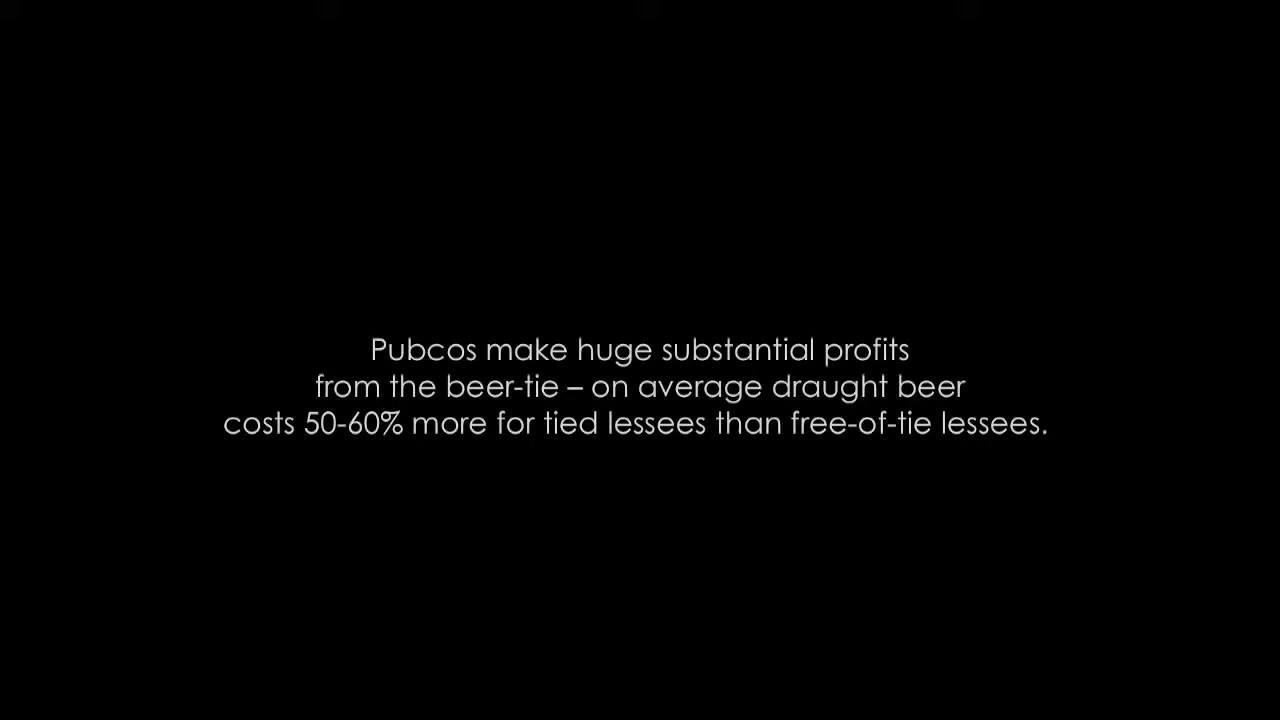 Pubcos make huge substantial profits
from the beer-tie – on average draught beer
costs 50-60% more for tied lessees than free-of-tie lessees.